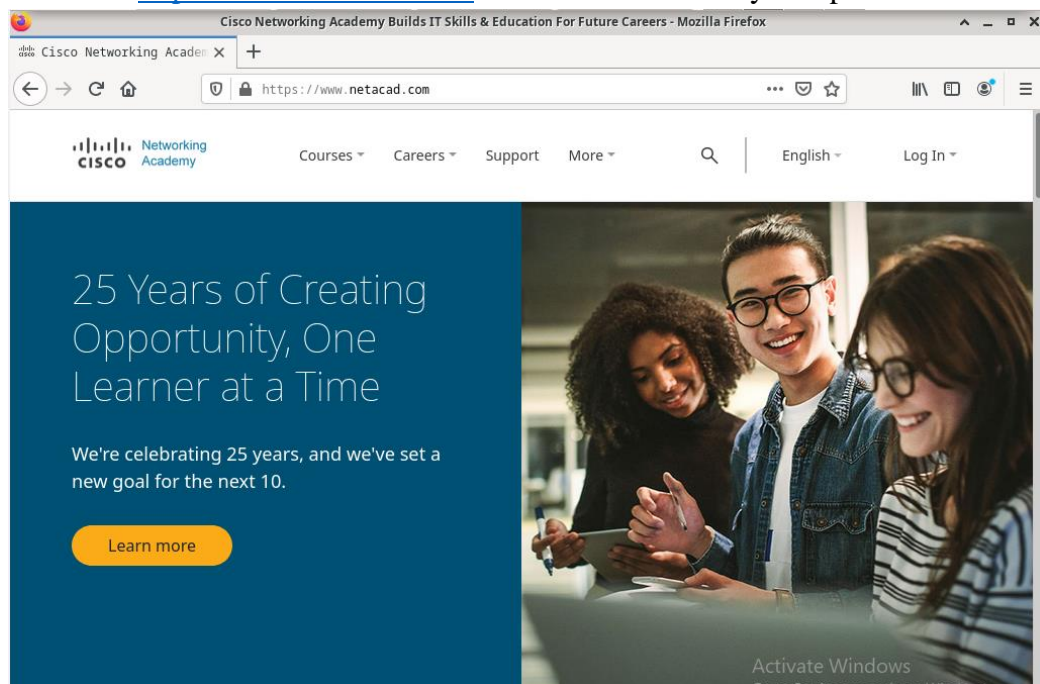 Cisco Networking Academy Builds IT Skills & Education For Future Careers - Mozilla Firefox
Cisco Networking Academ
https://www.netacad.com
CISCO Networking Academy
Courses Careers Support More English Log In
25 Years of Creating
Opportunity, One
Learner at a Time
We're celebrating 25 years, and we've set a
new goal for the next 10.
Learn more
Activate Windows